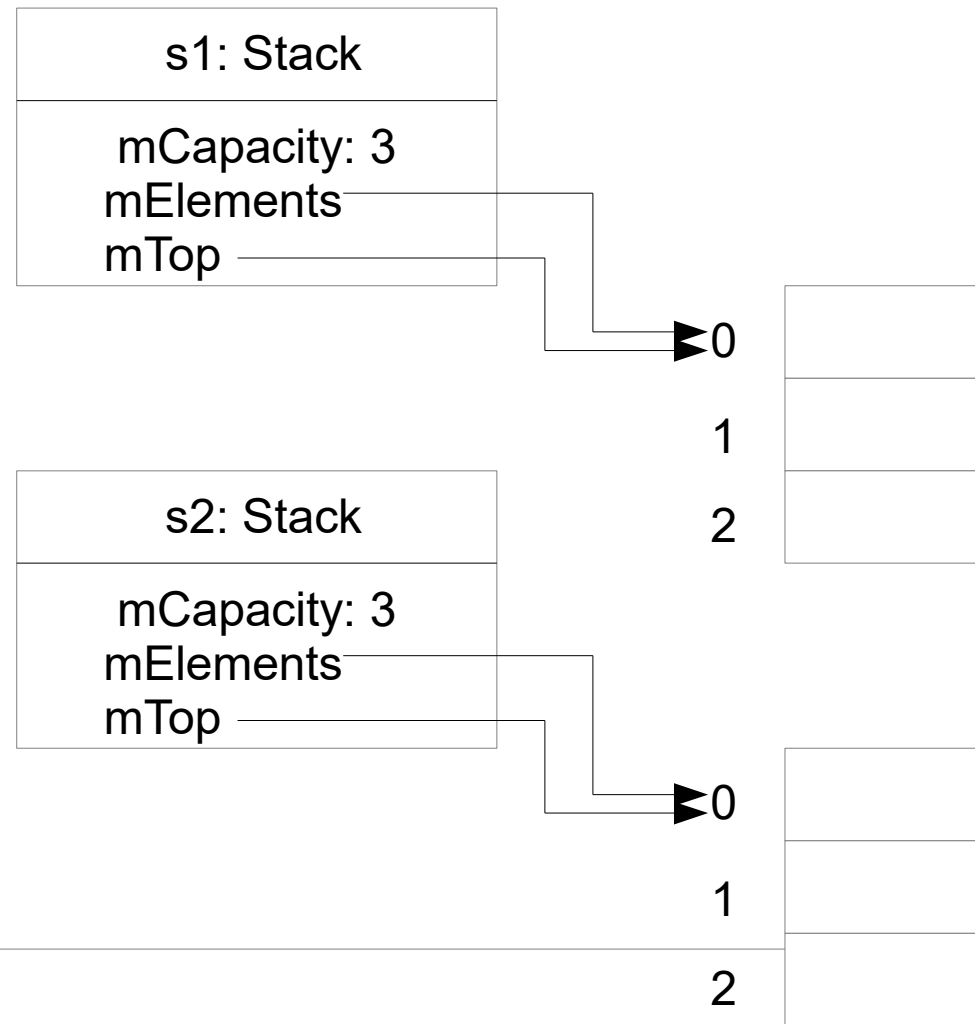 s1: Stack
mCapacity: 3
mElements
mTop
0
1
2
s2: Stack
mCapacity: 3
mElements
mTop
0
1
2